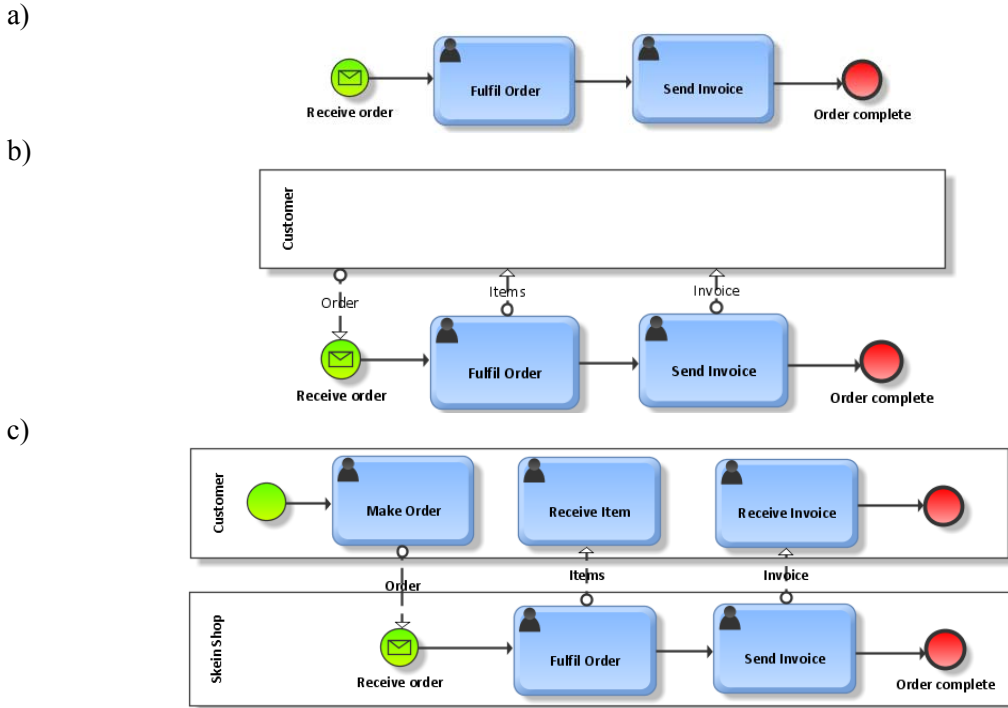 a)
Fulfil Order
Send Invoice
Receive order
Order complete
b)
Customer
Order
Items
Invoice
Fulfil Order
Send Invoice
Receive order
Order complete
c)
Customer
Make Order
Receive Item
Receive Invoice
Order
Items
Invoice
Skein Shop
Fulfil Order
Send Invoice
Receive order
Order complete